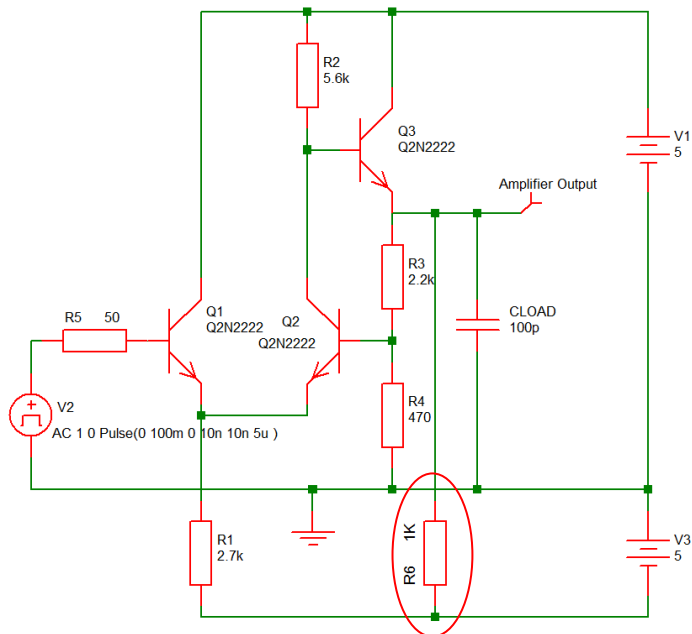 R2
5.6k
Q3
Q2N2222
V1
5
Amplifier Output
R3
2.2k
R5 50
Q1
Q2N2222
Q2
Q2N2222
CLOAD
100p
V2
AC 1 0 Pulse(0 100m 0 10n 10n 5u )
R4
470
R1
2.7k
R6 1K
V3
5